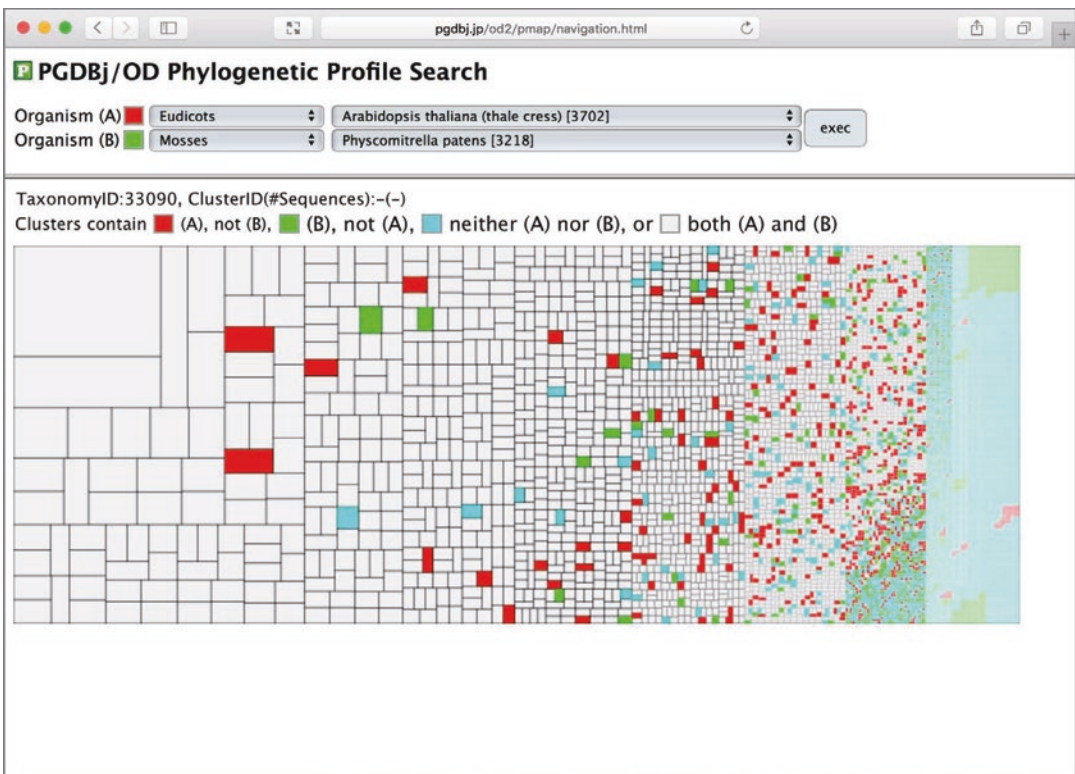 pgdbj.jp/od2/pmap/navigation.html
P PGDBj/OD Phylogenetic Profile Search
Organism (A) Eudicots Arabidopsis thaliana (thale cress) [3702]
exec
Organism (B) Mosses Physcomitrella patens [3218]
TaxonomyID:33090, ClusterID(#Sequences):-(-)
Clusters contain (A), not (B), (B), not (A), neither (A) nor (B), or both (A) and (B)